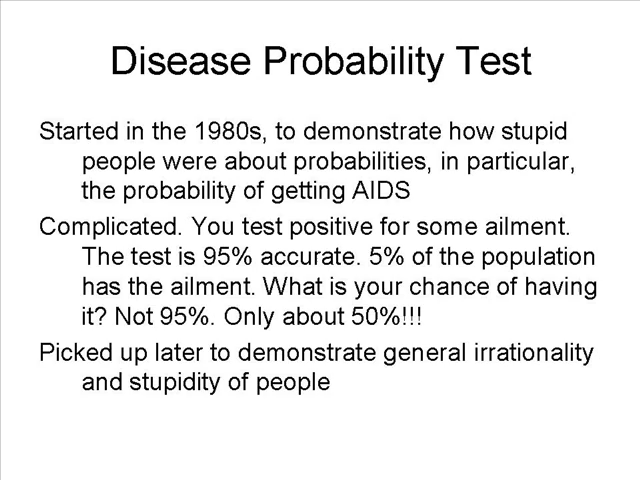 Disease Probability Test
Started in the 1980s, to demonstrate how stupid
people were about probabilities, in particular,
the probability of getting AIDS
Complicated. You test positive for some ailment.
The test is 95% accurate. 5% of the population
has the ailment. What is your chance of having
it? Not 95%. Only about 50%!!!
Picked up later to demonstrate general irrationality
and stupidity of people